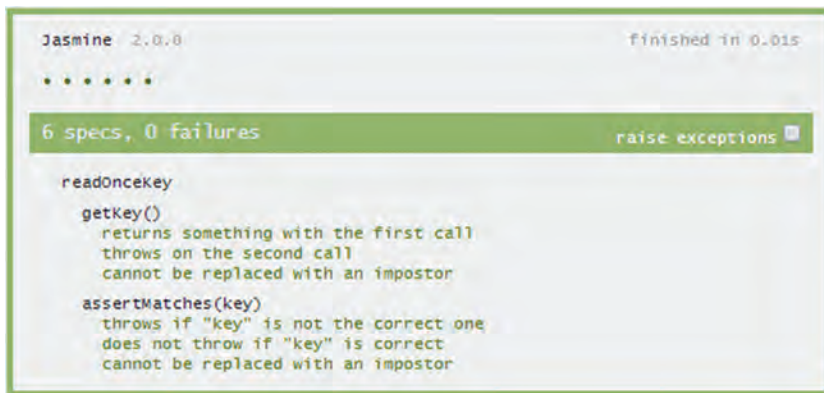 Jasmine 2.0.0 finished in 0.01s
• • • • • •
6 specs, 0 failures raise exceptions
readOnceKey
getKey()
returns something with the first call
throws on the second call
cannot be replaced with an impostor
assertMatches(key)
throws if "key" is not the correct one
does not throw if "key" is correct
cannot be replaced with an impostor